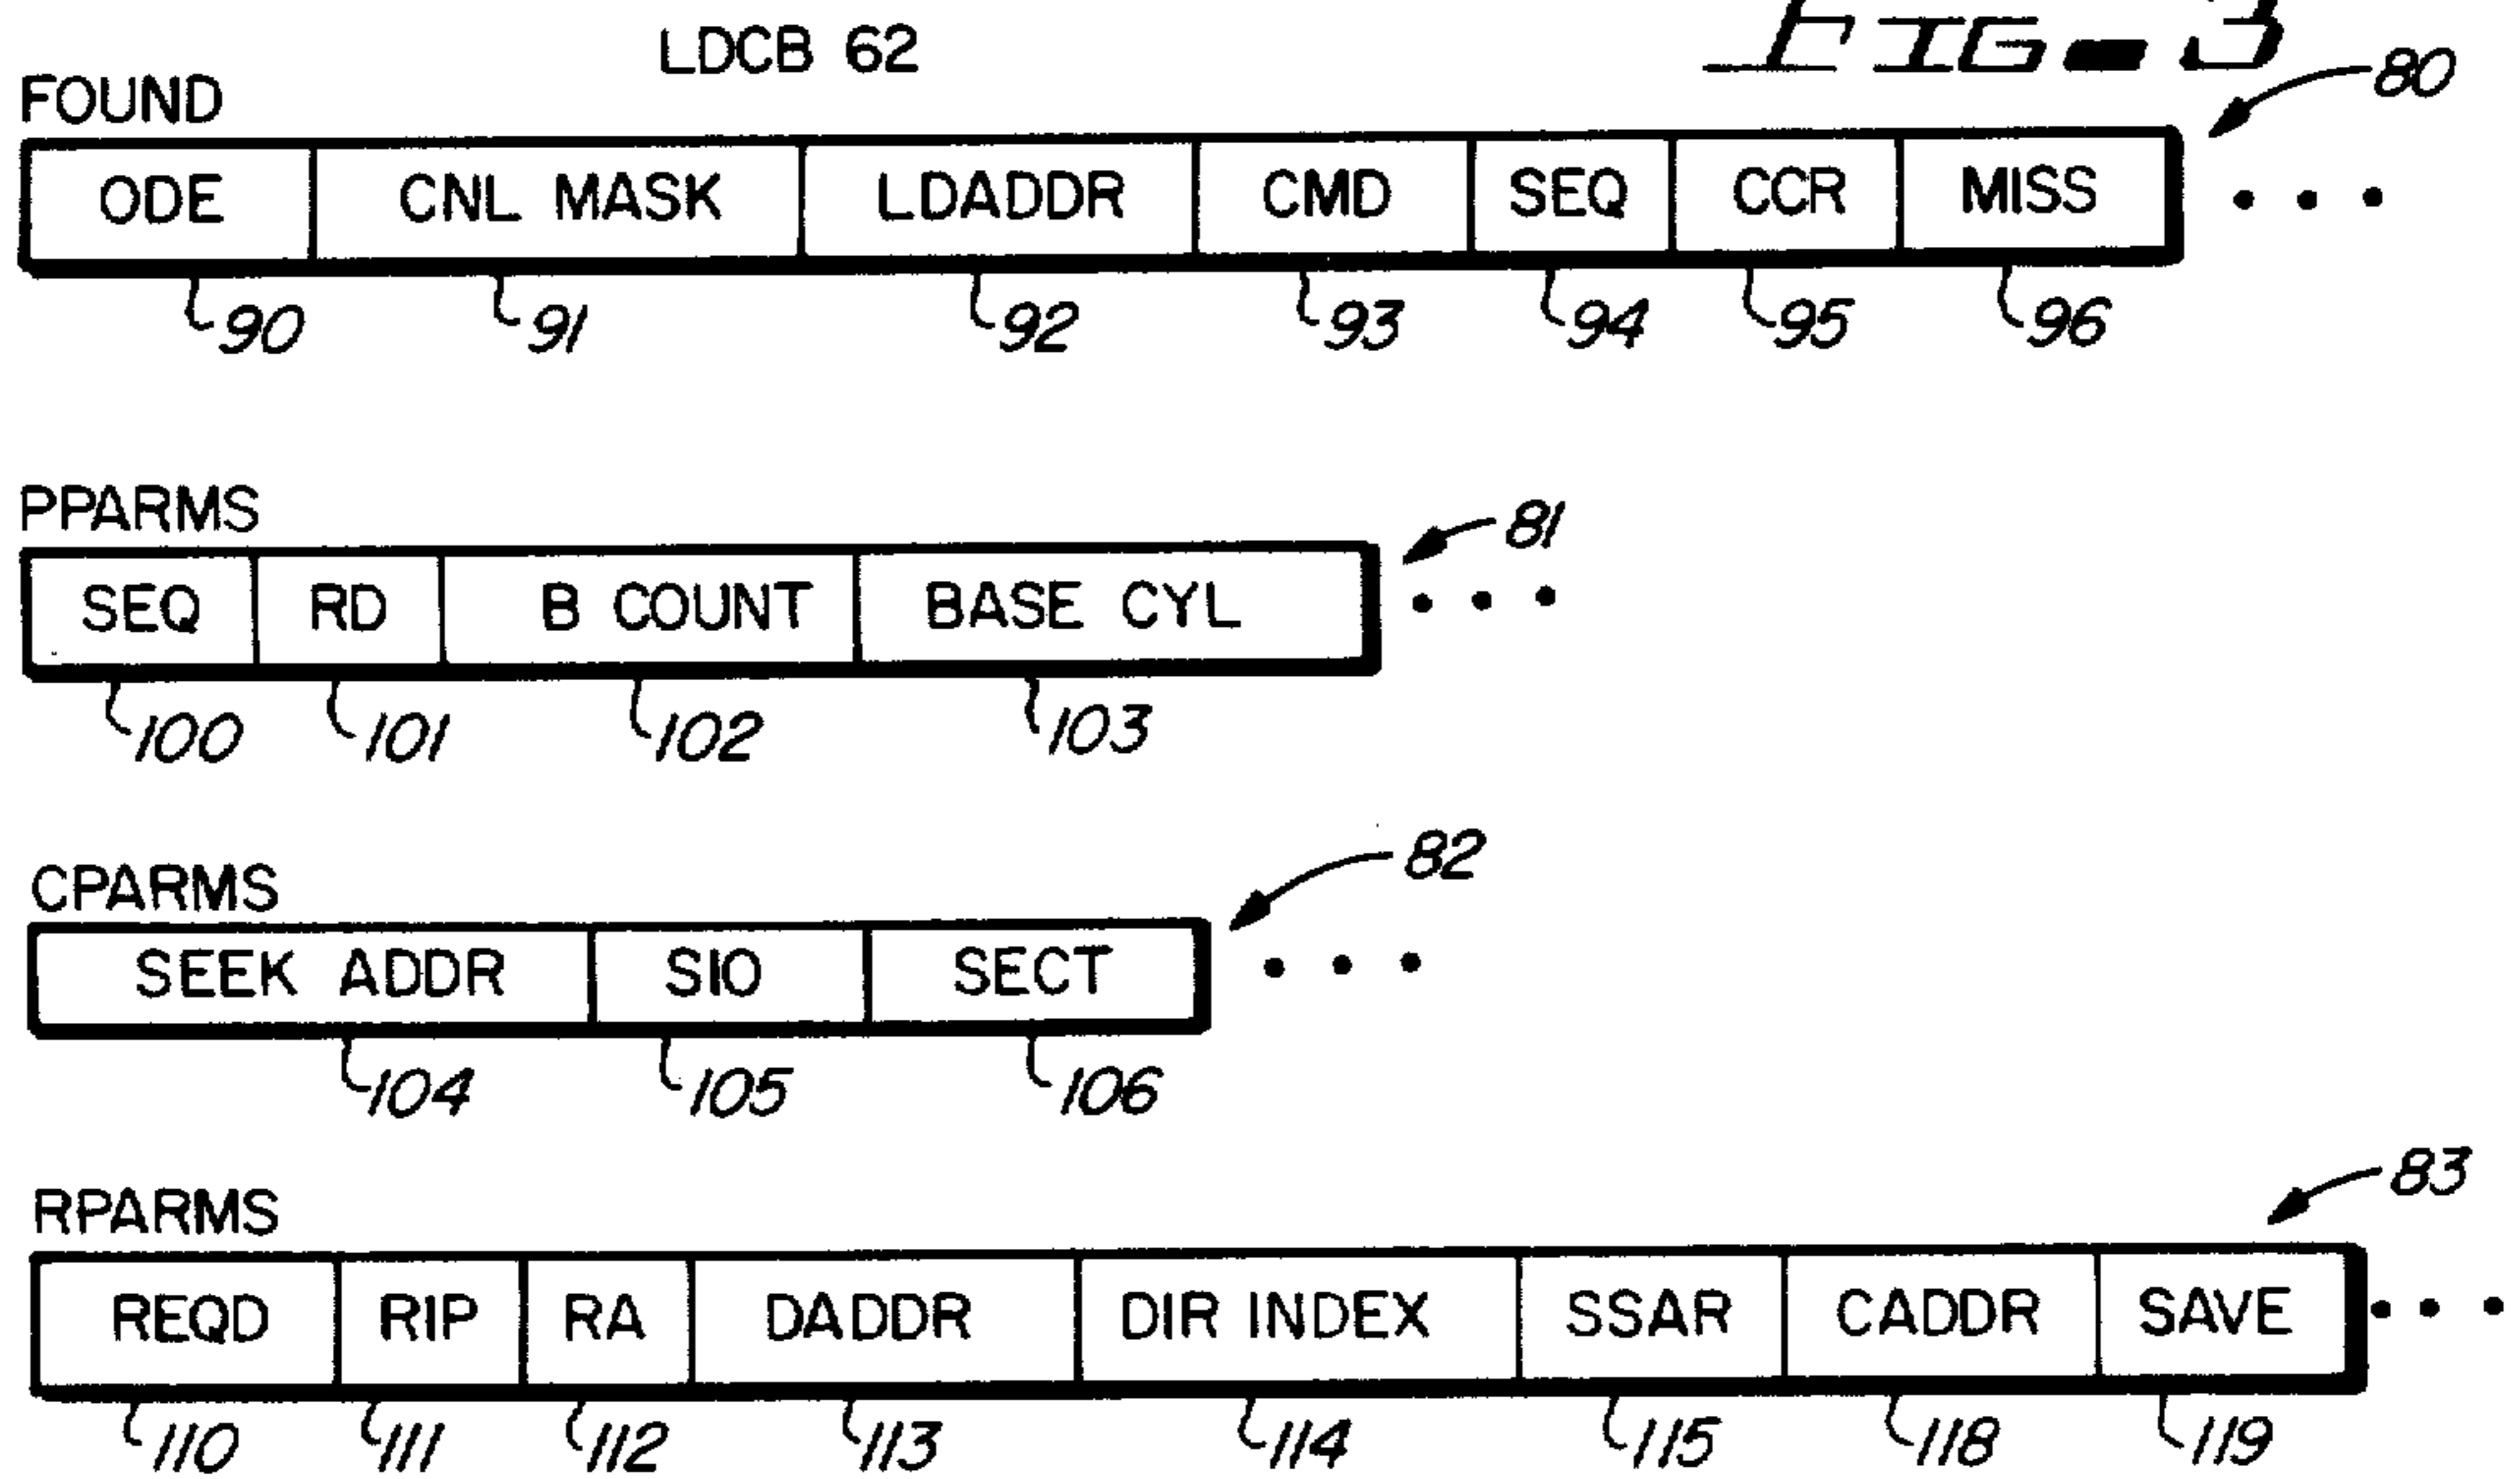 LDCB 62
FIG-3
FOUND
80
ODE CNL MASK LDADDR CMD SEQ CCR MISS • • •
90 91 92 93 94 95 96
PPARMS
81
SEQ RD B COUNT BASE CYL • • •
100 101 102 103
CPARMS
82
SEEK ADDR SIO SECT • • •
104 105 106
RPARMS
83
REQD RIP RA DADDR DIR INDEX SSAR CADDR SAVE • • •
110 111 112 113 114 115 118 119